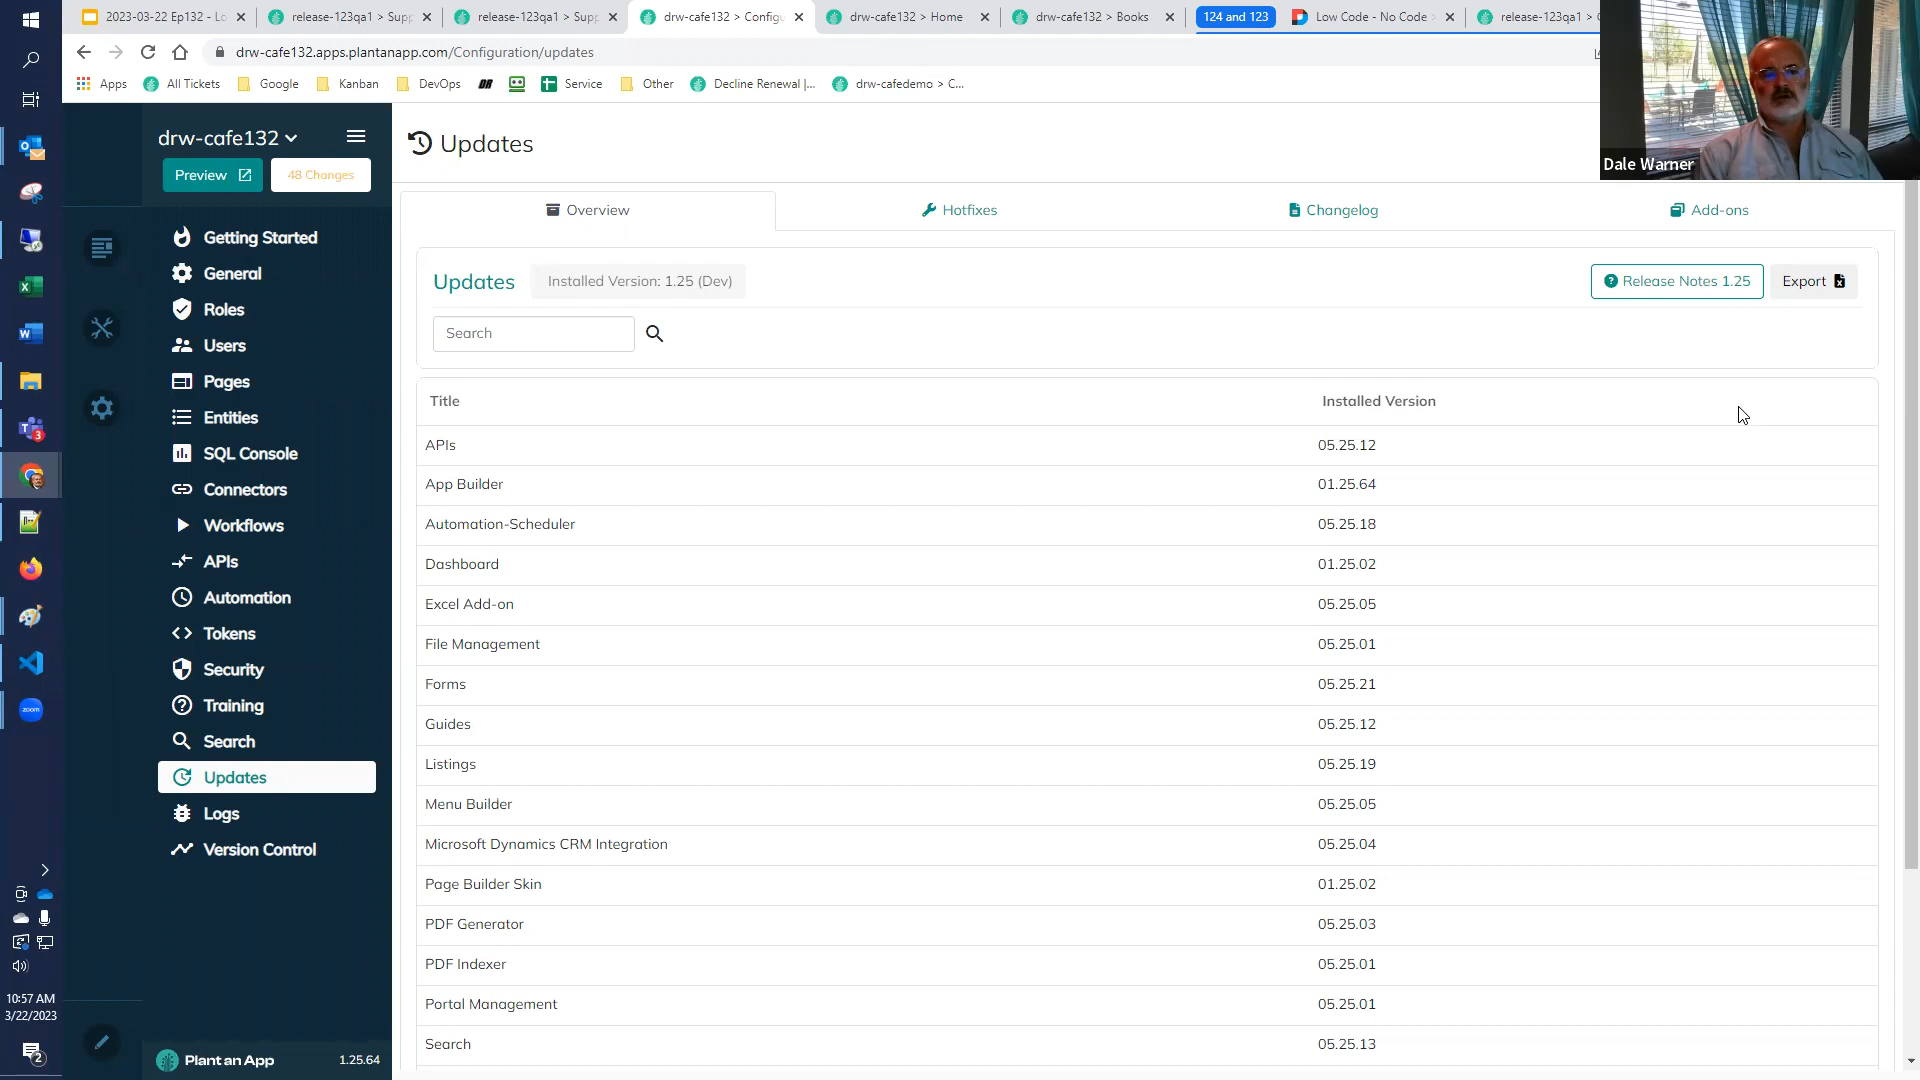 2023-03-22 Ep132 - Lo
release-123qa1 > Supp
release-123qa1 > Supp
drw-cafe132 > Configu
drw-cafe132 > Home
drw-cafe132 > Books
124 and 123
Low Code - No Code
release-123qa1 >
drw-cafe132.apps.plantanapp.com/Configuration/updates
Apps
All Tickets
Google
Kanban
DevOps
Service
Other
Decline Renewal |...
drw-cafedemo > C...
Dale Warner
drw-cafe132
Preview
48 Changes
Getting Started
General
Roles
Users
Pages
Entities
SQL Console
Connectors
Workflows
APIs
Automation
Tokens
Security
Training
Search
Updates
Logs
Version Control
Plant an App
1.25.64
Updates
Overview
Hotfixes
Changelog
Add-ons
Updates
Installed Version: 1.25 (Dev)
Release Notes 1.25
Export
Search
Title Installed Version
APIs 05.25.12
App Builder 01.25.64
Automation-Scheduler 05.25.18
Dashboard 01.25.02
Excel Add-on 05.25.05
File Management 05.25.01
Forms 05.25.21
Guides 05.25.12
Listings 05.25.19
Menu Builder 05.25.05
Microsoft Dynamics CRM Integration 05.25.04
Page Builder Skin 01.25.02
PDF Generator 05.25.03
PDF Indexer 05.25.01
Portal Management 05.25.01
Search 05.25.13
zoom
3
10:57 AM
3/22/2023
2